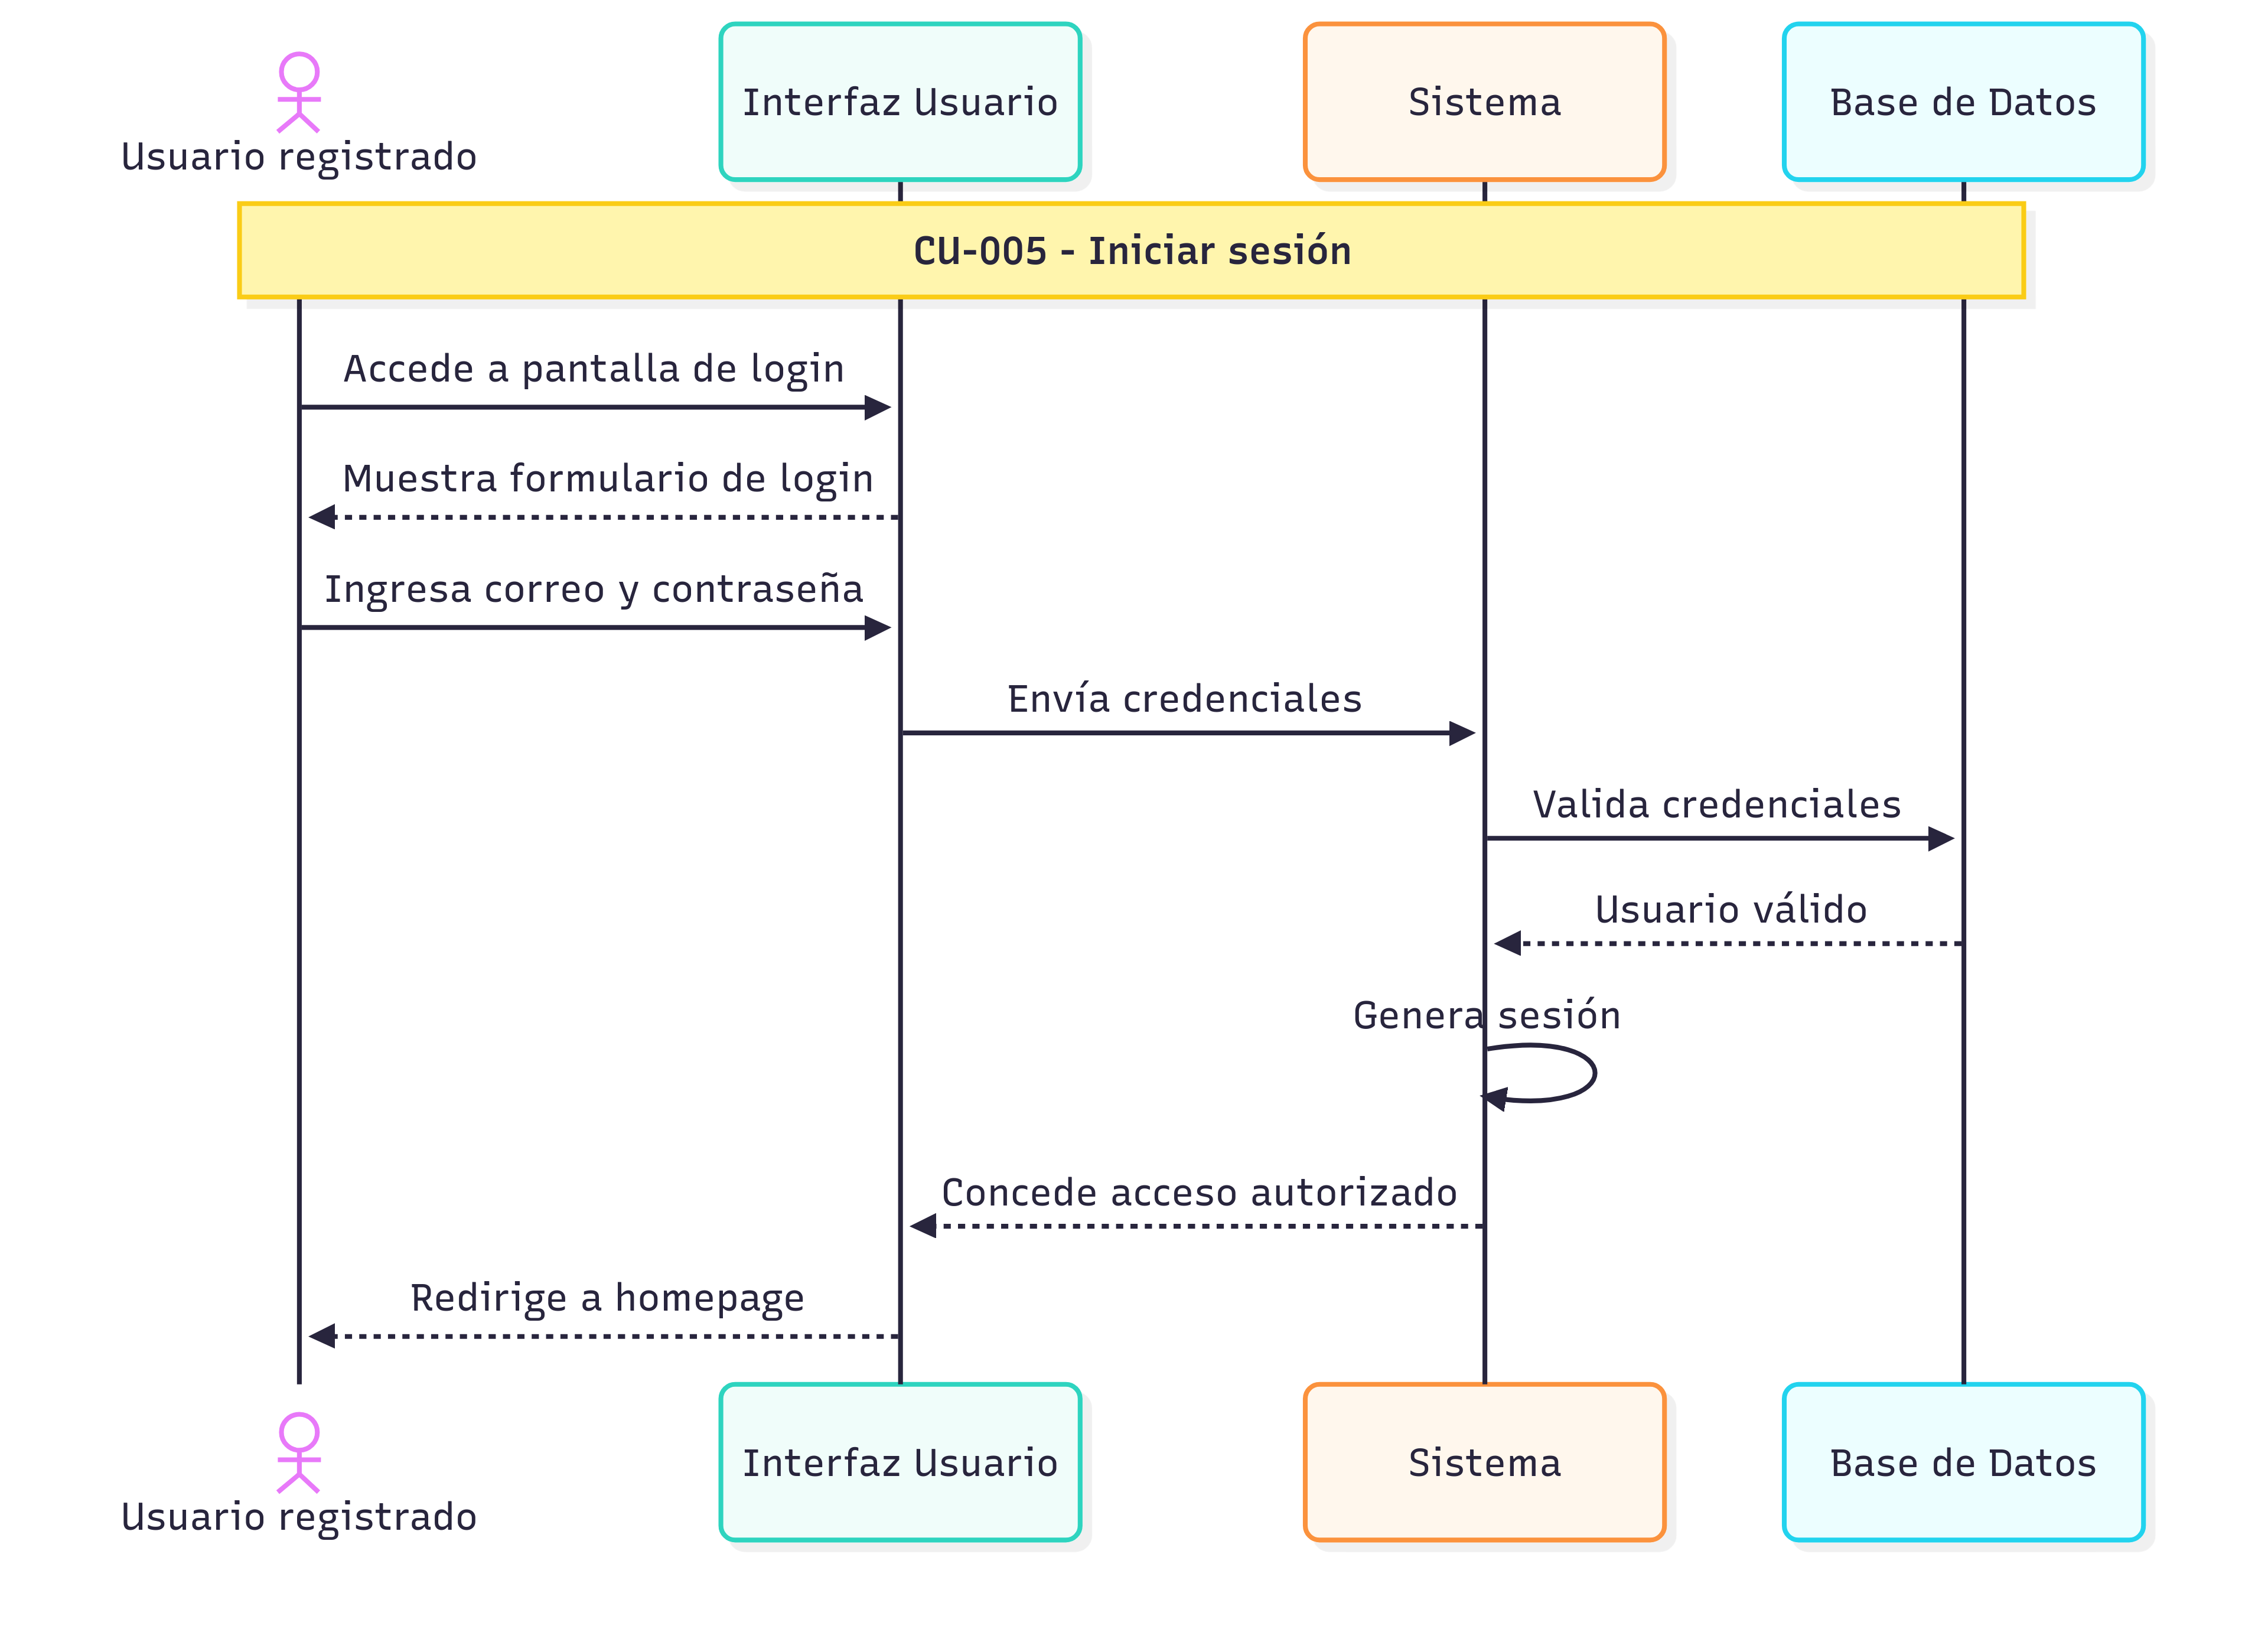 Usuario registrado
Interfaz Usuario
Sistema
Base de Datos
CU-005 - Iniciar sesión
Accede a pantalla de login
Muestra formulario de login
Ingresa correo y contraseña
Envía credenciales
Valida credenciales
Usuario válido
Genera sesión
Concede acceso autorizado
Redirige a homepage
Usuario registrado
Interfaz Usuario
Sistema
Base de Datos